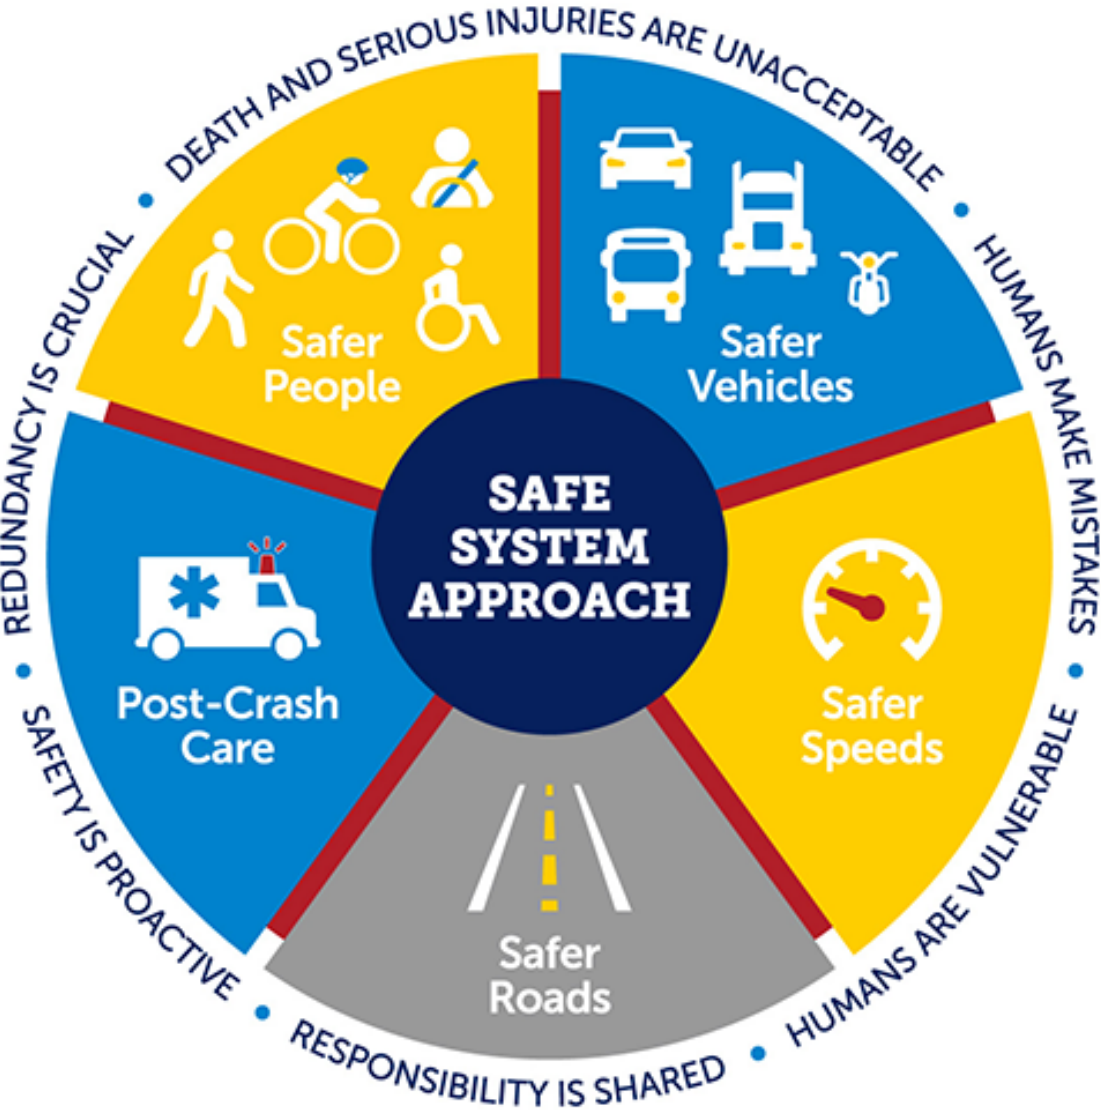 DEATH AND SERIOUS INJURIES ARE UNACCEPTABLE
HUMANS MAKE MISTAKES
HUMANS ARE VULNERABLE
RESPONSIBILITY IS SHARED
SAFETY IS PROACTIVE
REDUNDANCY IS CRUCIAL
Safer
People
Safer
Vehicles
SAFE
SYSTEM
APPROACH
Post-Crash
Care
Safer
Speeds
Safer
Roads